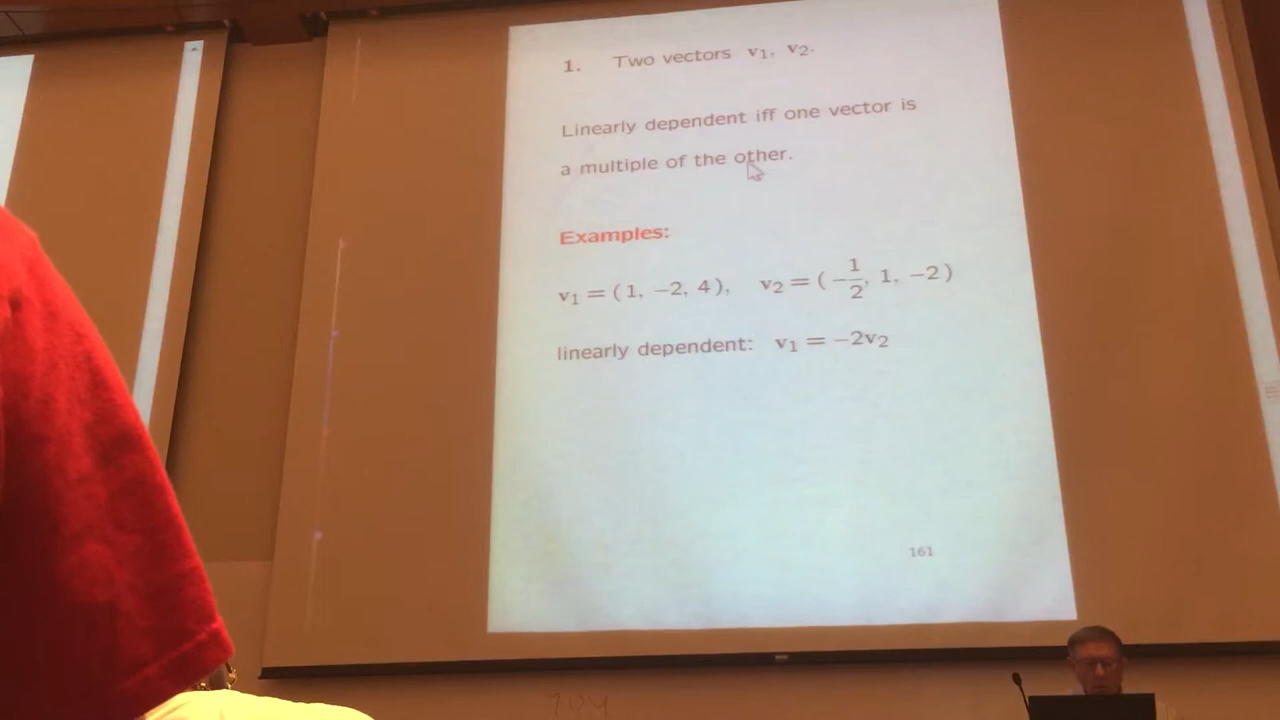 1. Two vectors v₁, v₂.
Linearly dependent iff one vector is
a multiple of the other.
Examples:
v₁ = (1, −2, 4), v₂ = (−1/2, 1, −2)
linearly dependent: v₁ = −2v₂
161